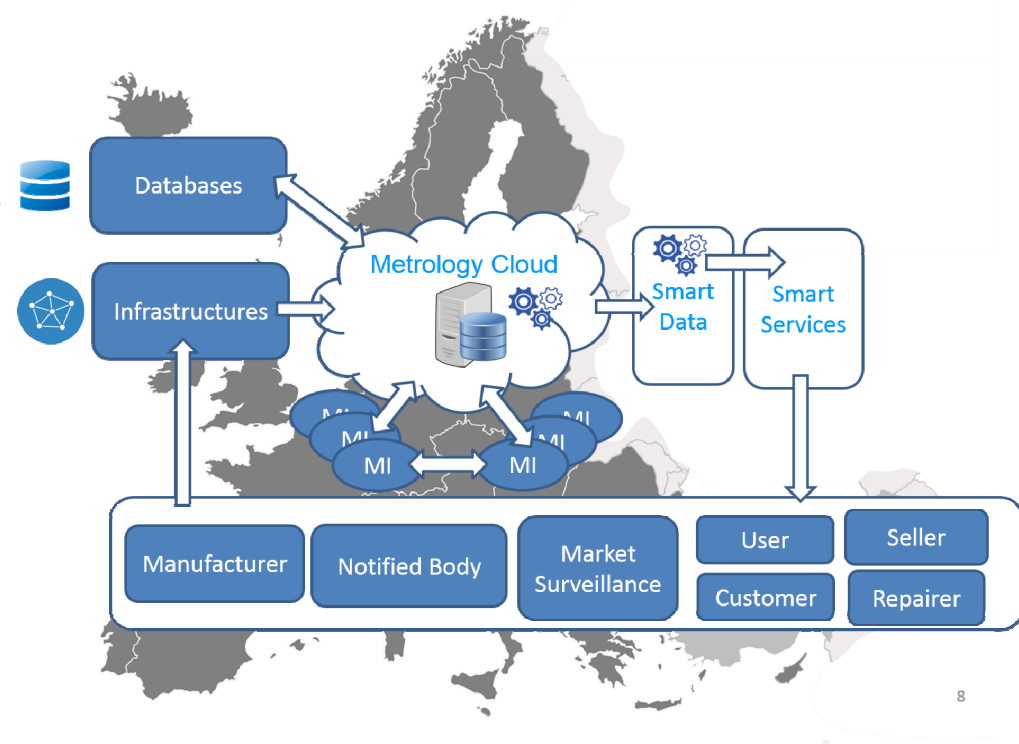 Databases
Metrology Cloud
Infrastructures
Smart
Data
Smart
Services
MI
MI
MI
MI
MI
MI
Manufacturer
Notified Body
Market
Surveillance
User
Seller
Customer
Repairer
8